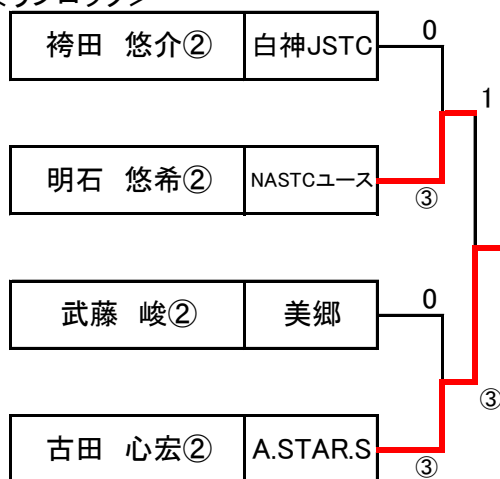 袴田 悠介② 白神JSTC 0
1
明石 悠希② NASTCユース ③
武藤 峻② 美郷 0
③
古田 心宏② A.STAR.S ③